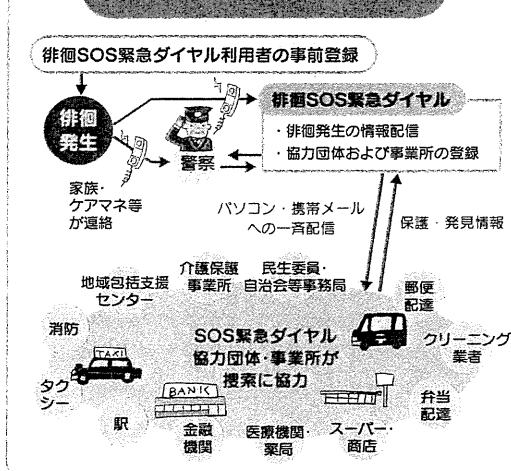 徘徊SOS緊急ダイヤル利用者の事前登録
徘徊
発生
警察
徘徊SOS緊急ダイヤル
・徘徊発生の情報配信
・協力団体および事業所の登録
家族・
ケアマネ等
が連絡
パソコン・携帯メール
への一斉配信
保護・発見情報
地域包括支援
センター
介護保護
事業所
民生委員・
自治会等事務局
郵便
配達
消防
クリーニング
業者
SOS緊急ダイヤル
協力団体・事業所が
捜索に協力
TAXI
タク
シー
BANK
弁当
配達
駅
金融
機関
医療機関・
薬局
スーパー・
商店